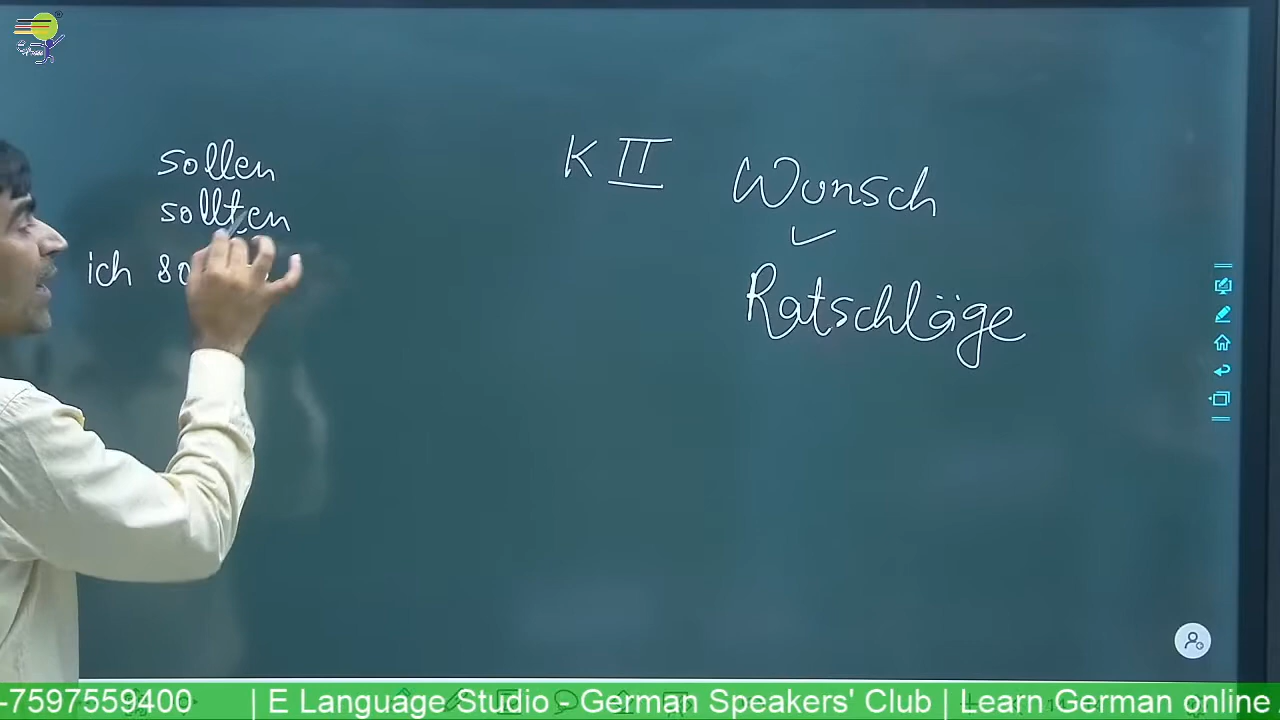 sollen
sollten
ich
K II
Wunsch
Ratschläge
-7597559400 | E Language Studio - German Speakers' Club | Learn German online